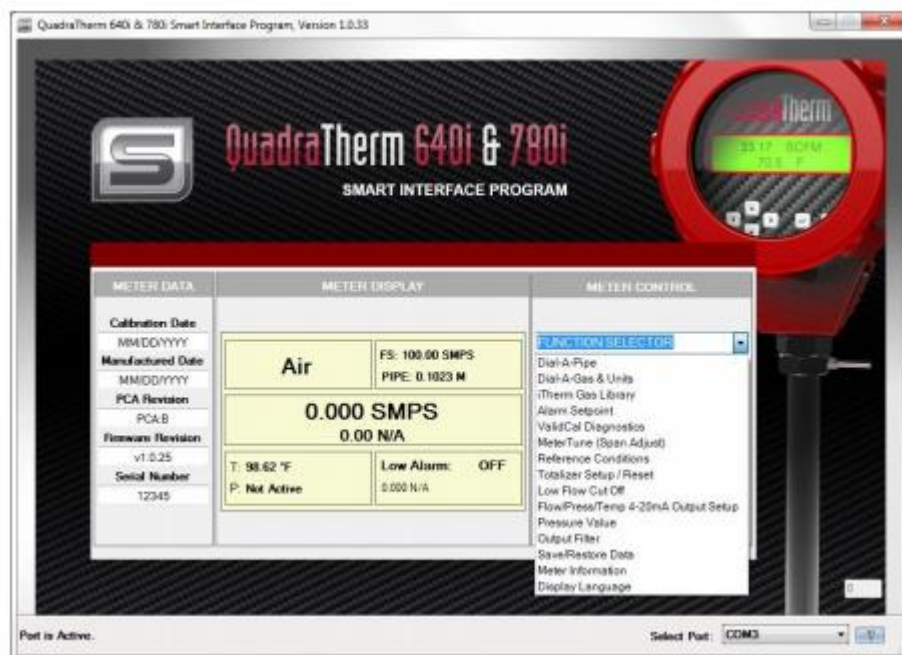 QuadraTherm 640i & 780i Smart Interface Program, Version 1.0.33
S
QuadraTherm 640i & 780i
SMART INTERFACE PROGRAM
Therm
33.17 SCFM
70.5 F
METER DATA
METER DISPLAY
METER CONTROL
Calibration Date
MM/DD/YYYY
Manufactured Date
MM/DD/YYYY
PCA Revision
PCA:B
Firmware Revision
v1.0.25
Serial Number
12345
Air
FS: 100.00 SMPS
PIPE: 0.1023 M
0.000 SMPS
0.00 N/A
T: 98.62 °F
P: Not Active
Low Alarm: OFF
0.000 N/A
FUNCTION SELECTOR
Dial-A-Pipe
Dial-A-Gas & Units
iTherm Gas Library
Alarm Setpoint
ValidCal Diagnostics
MeterTune (Span Adjust)
Reference Conditions
Totalizer Setup / Reset
Low Flow Cut Off
Flow/Press/Temp 4-20mA Output Setup
Pressure Value
Output Filter
Save/Restore Data
Meter Information
Display Language
Port is Active.
Select Port: COM3